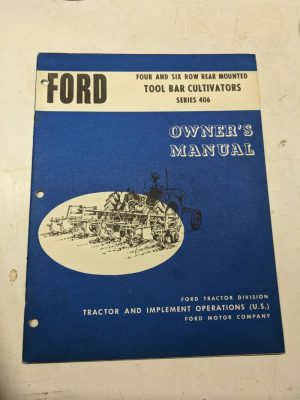 FORD
FOUR AND SIX ROW REAR MOUNTED
TOOL BAR CULTIVATORS
SERIES 406
OWNER'S
MANUAL
FORD TRACTOR DIVISION
TRACTOR AND IMPLEMENT OPERATIONS (U.S.)
FORD MOTOR COMPANY